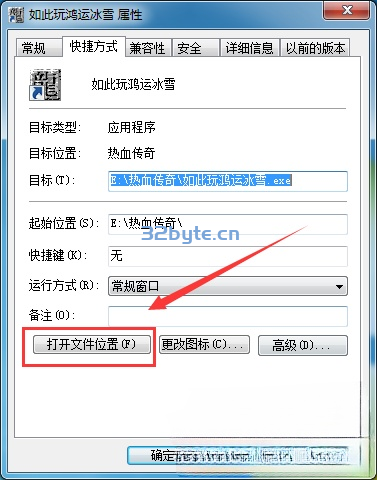 如此玩鸿运冰雪 属性
常规 快捷方式 兼容性 安全 详细信息 以前的版本
龍
如此玩鸿运冰雪
目标类型: 应用程序
目标位置: 热血传奇
目标(T): E:\热血传奇\如此玩鸿运冰雪.exe
起始位置(S): E:\热血传奇\
32byte.cn
快捷键(K): 无
运行方式(R): 常规窗口
备注(O):
打开文件位置(F) 更改图标(C)... 高级(D)...
确定